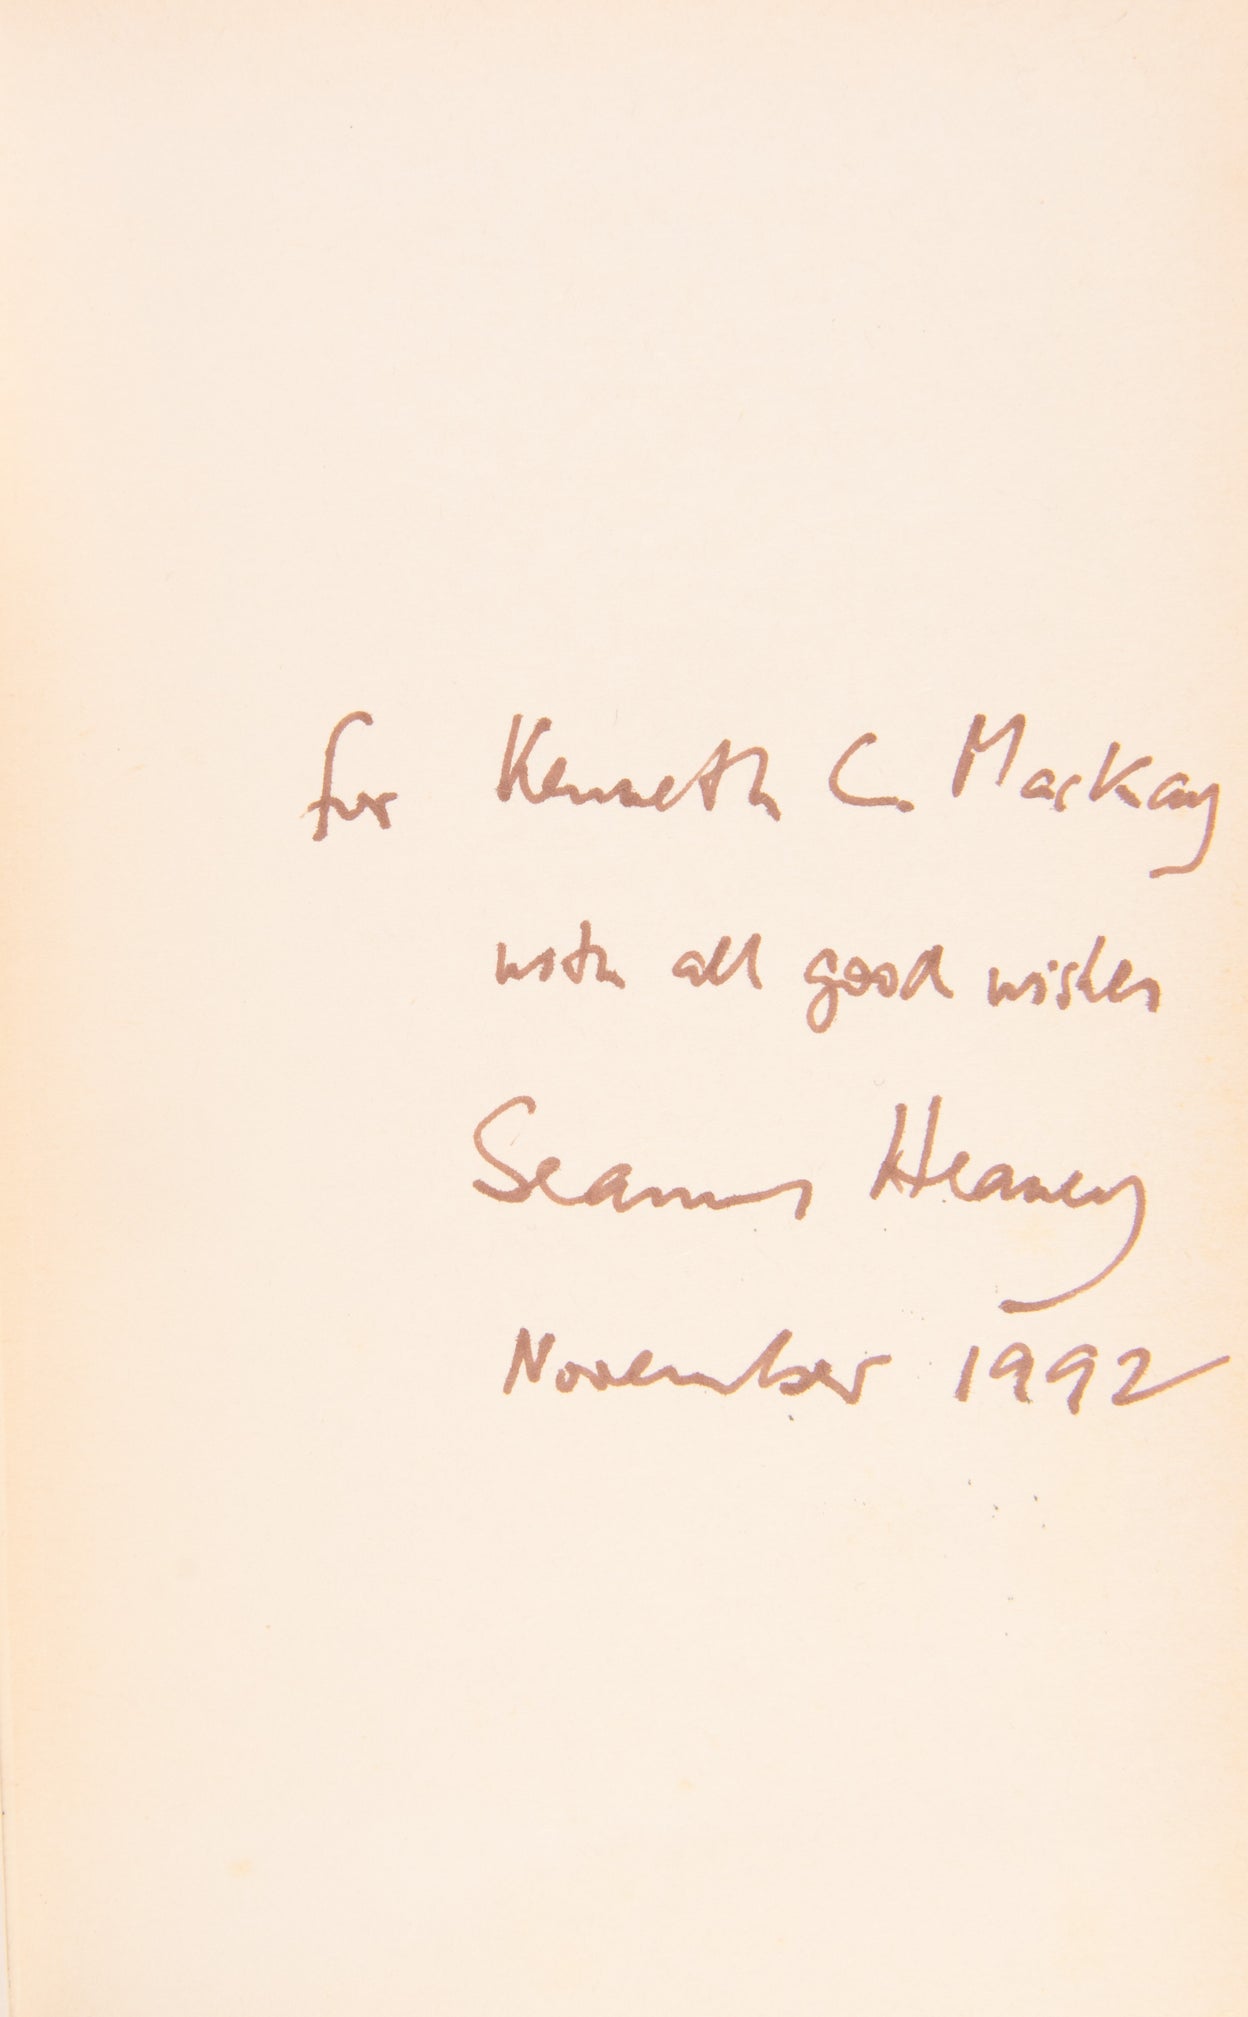 for Kenneth C. MacKay
with all good wishes
Seamus Heaney
November 1992